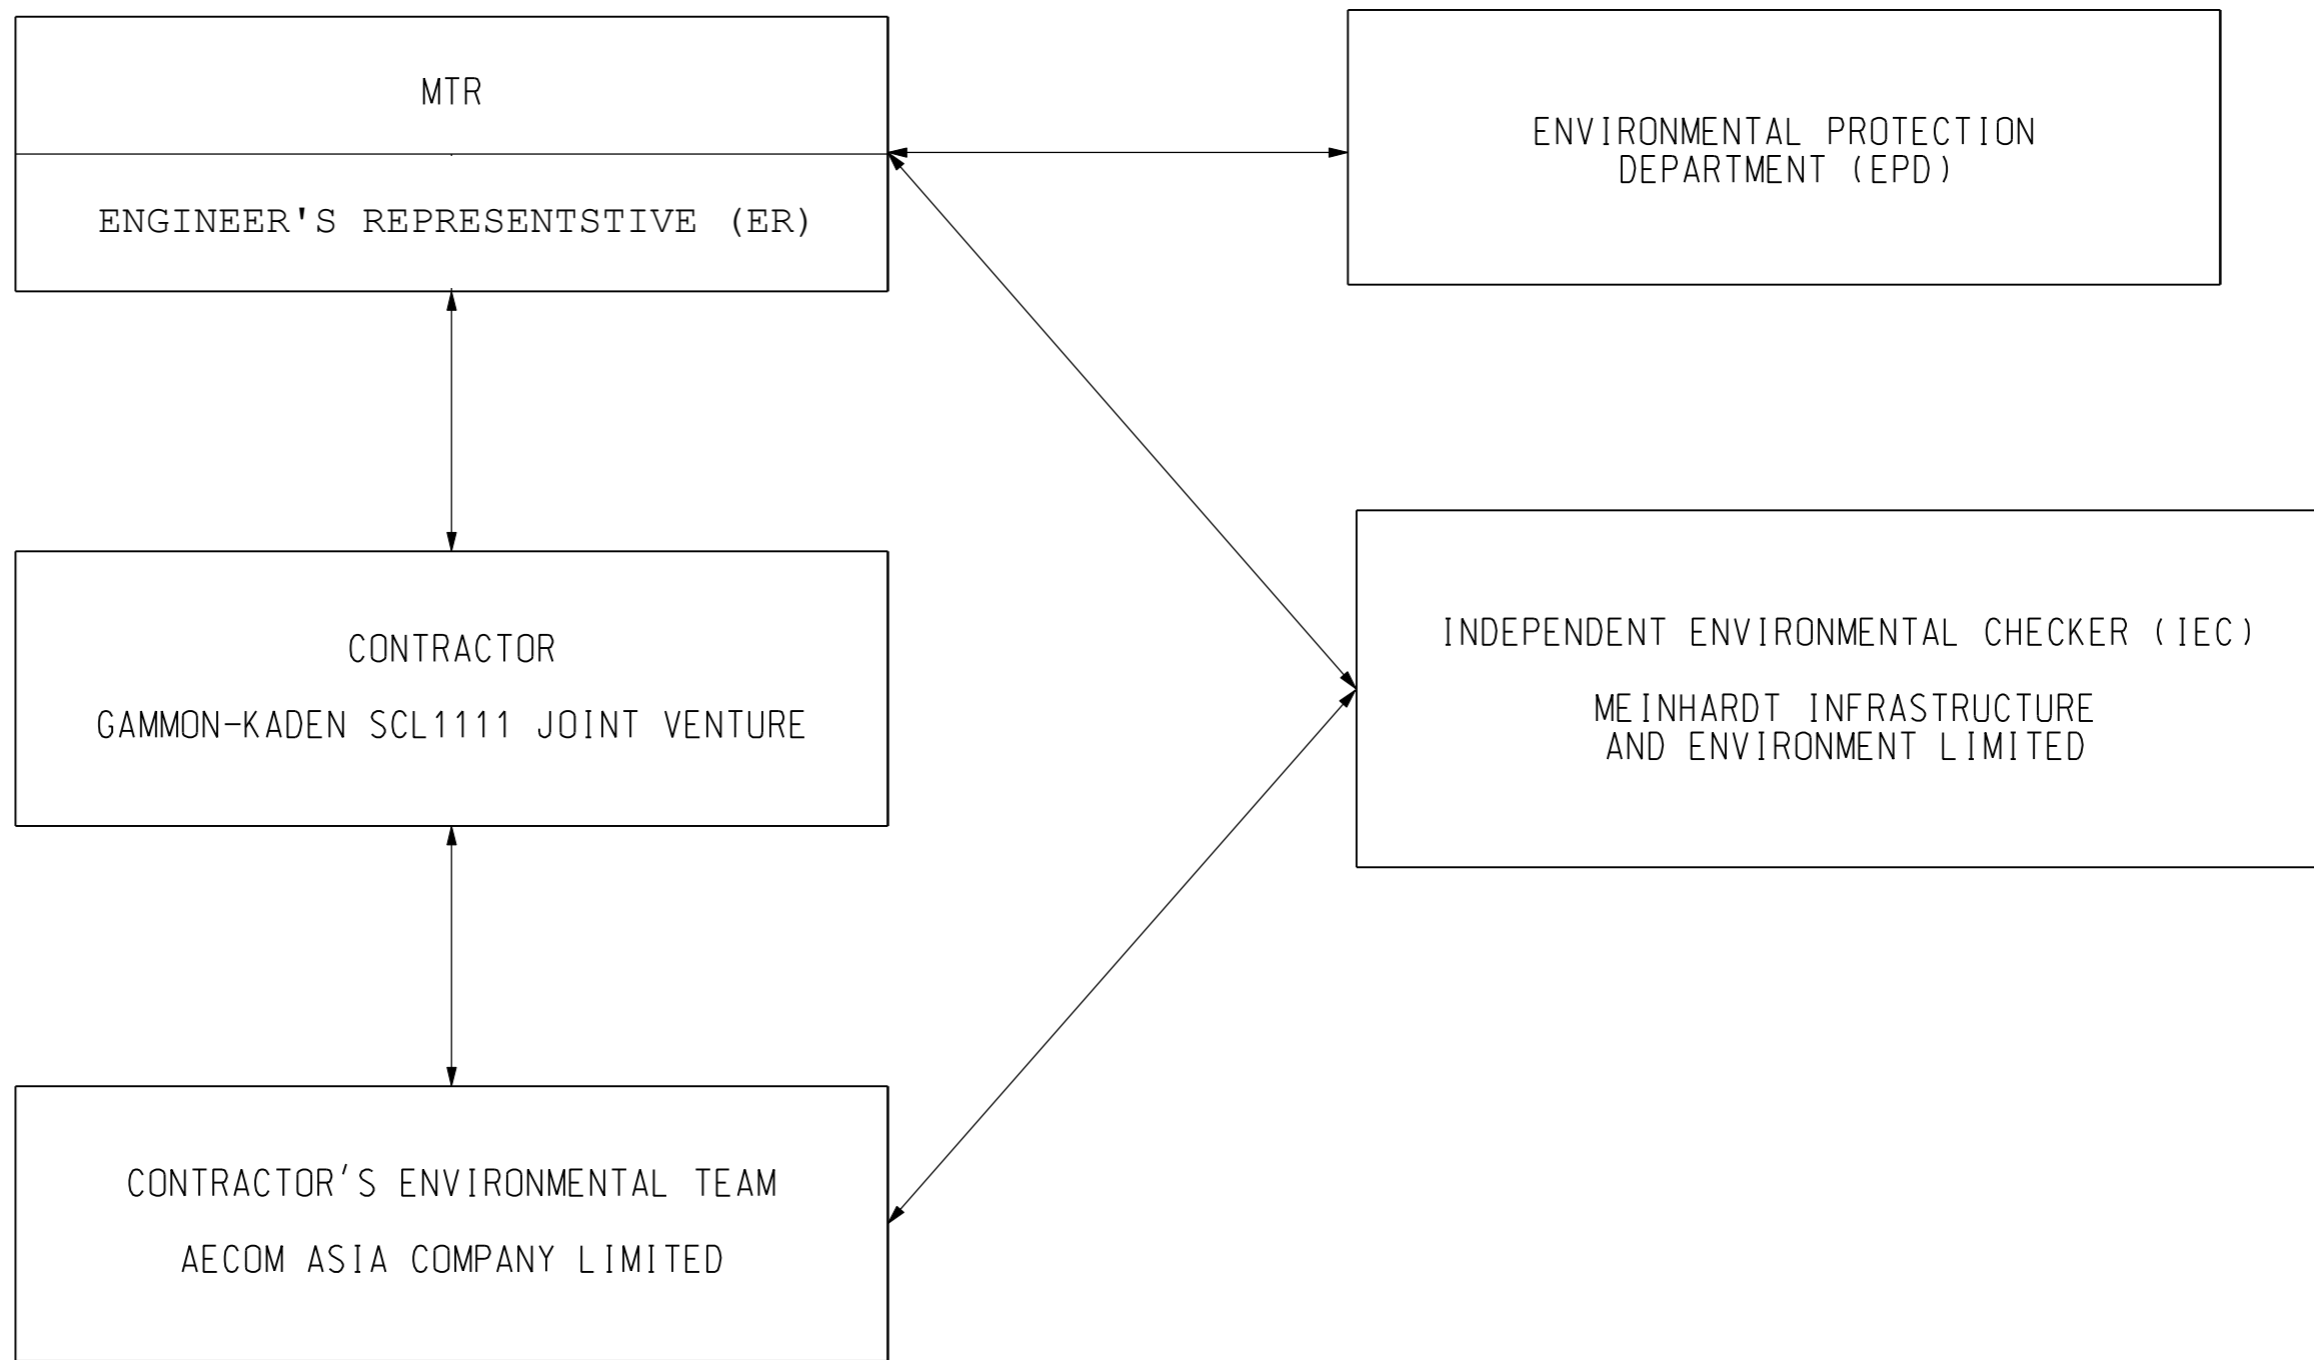 MTR
ENGINEER'S REPRESENTSTIVE (ER)
ENVIRONMENTAL PROTECTION
DEPARTMENT (EPD)
CONTRACTOR
GAMMON-KADEN SCL1111 JOINT VENTURE
INDEPENDENT ENVIRONMENTAL CHECKER (IEC)
MEINHARDT INFRASTRUCTURE
AND ENVIRONMENT LIMITED
CONTRACTOR'S ENVIRONMENTAL TEAM
AECOM ASIA COMPANY LIMITED